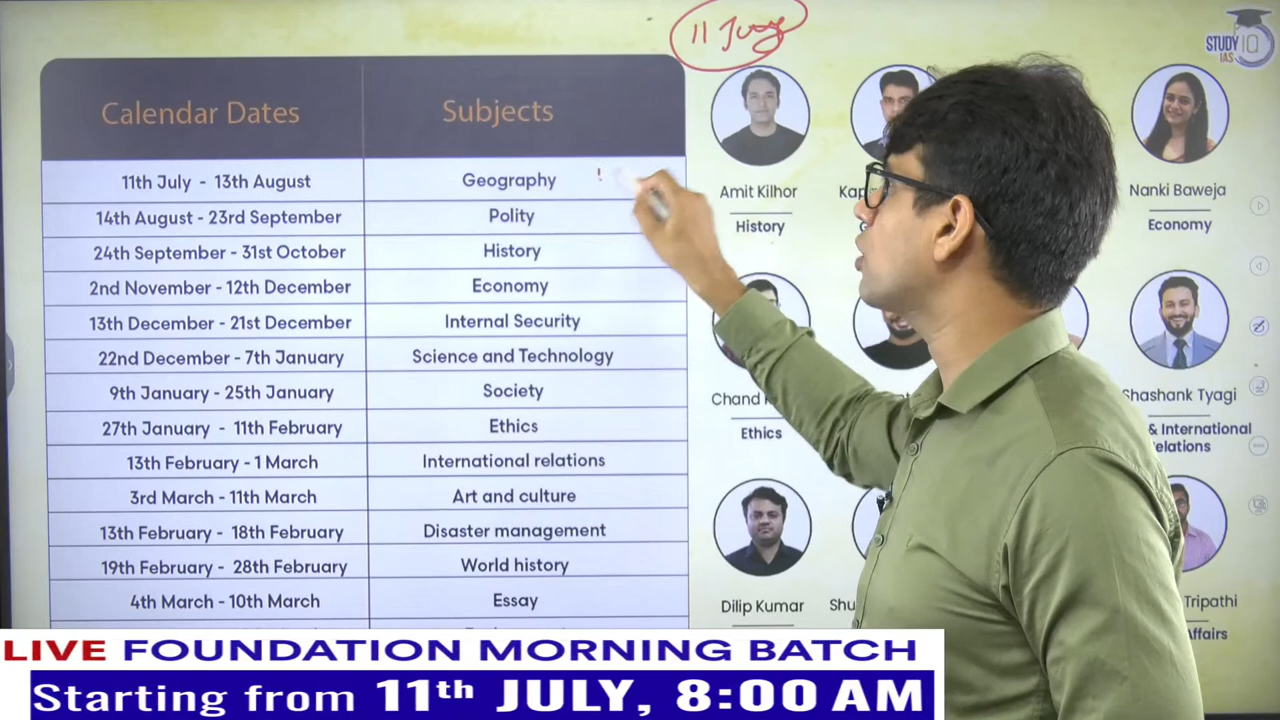 11 July
STUDY IQ
IAS
Calendar Dates Subjects
11th July - 13th August Geography
14th August - 23rd September Polity
24th September - 31st October History
2nd November - 12th December Economy
13th December - 21st December Internal Security
22nd December - 7th January Science and Technology
9th January - 25th January Society
27th January - 11th February Ethics
13th February - 1 March International relations
3rd March - 11th March Art and culture
13th February - 18th February Disaster management
19th February - 28th February World history
4th March - 10th March Essay
Amit Kilhor
History
Nanki Baweja
Economy
Chand
Ethics
Shashank Tyagi
& International
Relations
Dilip Kumar
Tripathi
Affairs
LIVE FOUNDATION MORNING BATCH
Starting from 11th JULY, 8:00 AM